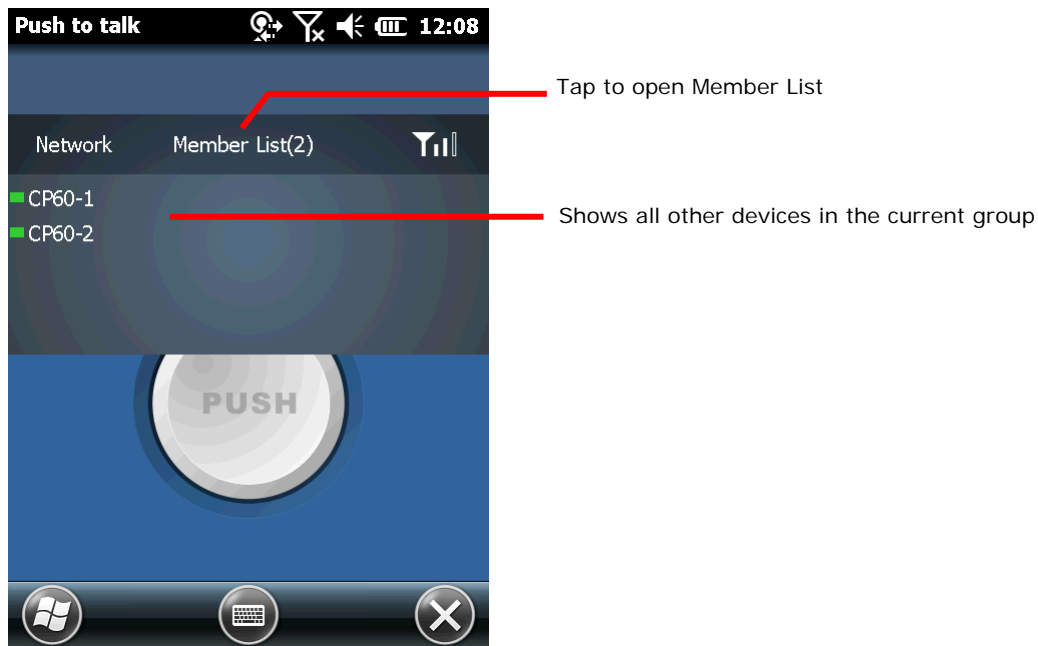 Push to talk 12:08
Tap to open Member List
Network Member List(2)
CP60-1
Shows all other devices in the current group
CP60-2
PUSH